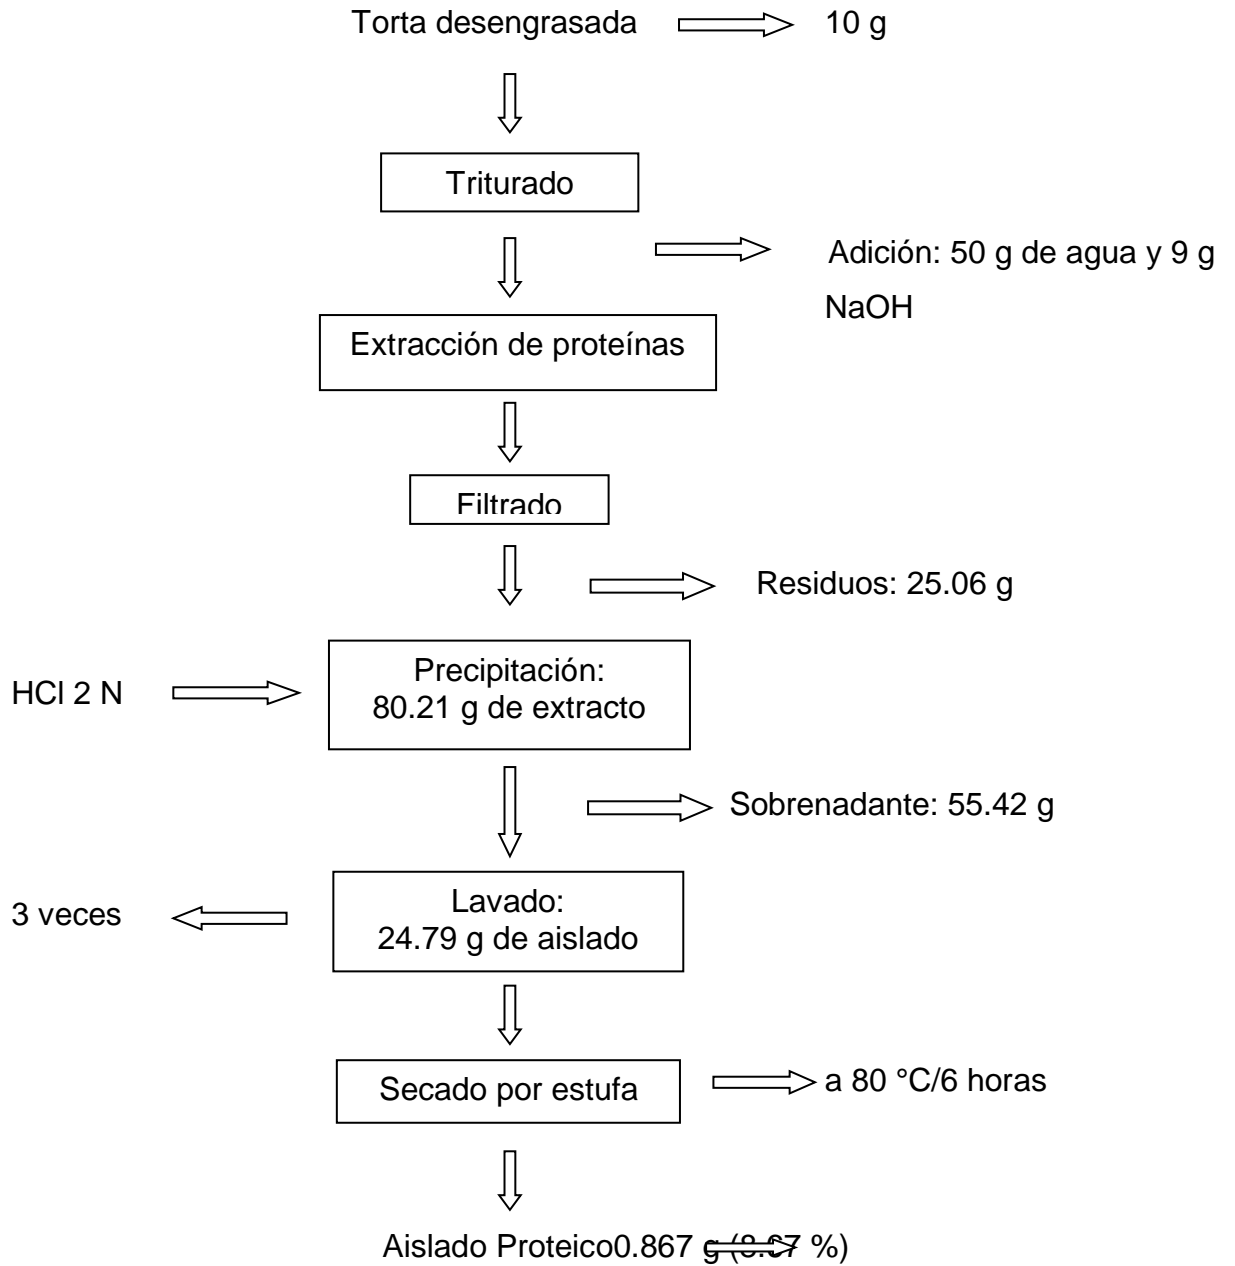 Torta desengrasada
10 g
Triturado
Adición: 50 g de agua y 9 g
NaOH
Extracción de proteínas
Filtrado
Residuos: 25.06 g
HCl 2 N
Precipitación:
80.21 g de extracto
Sobrenadante: 55.42 g
3 veces
Lavado:
24.79 g de aislado
Secado por estufa
a 80 °C/6 horas
Aislado Proteico0.867 g (8.67 %)